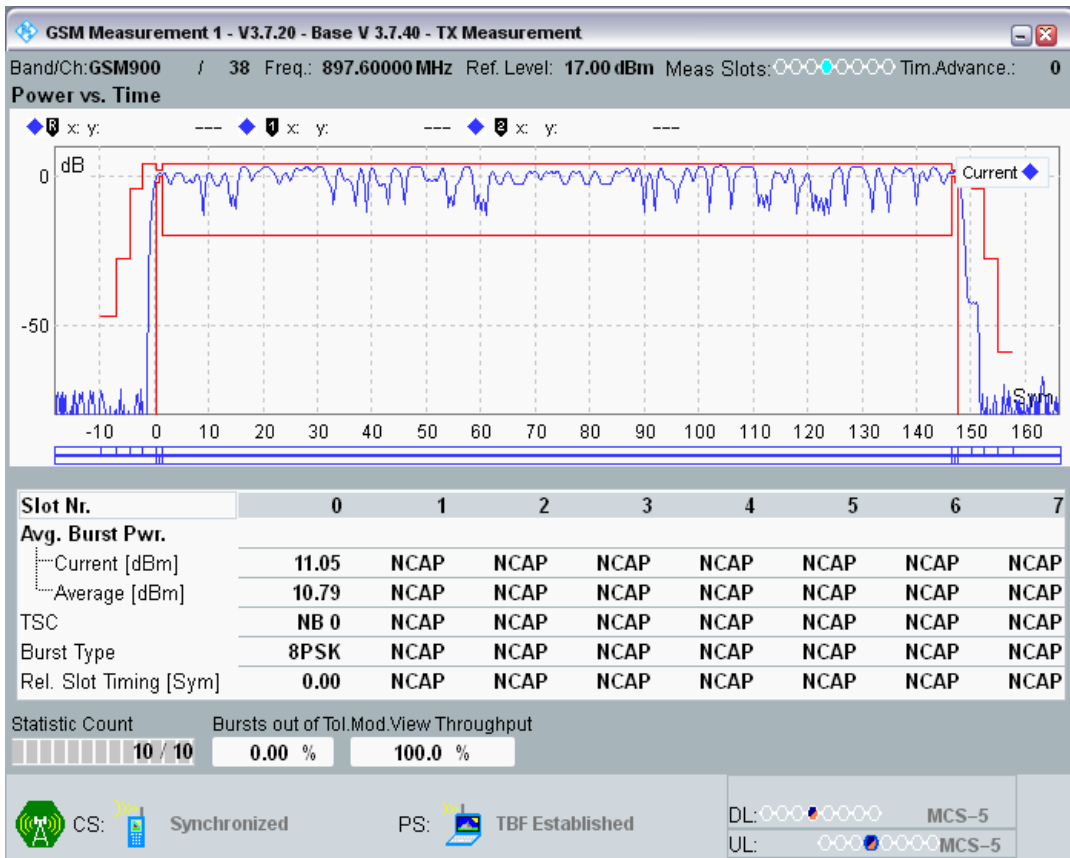 GSM Measurement 1 - V3.7.20 - Base V 3.7.40 - TX Measurement
Band/Ch:GSM900 / 38 Freq.: 897.60000 MHz Ref. Level: 17.00 dBm Meas Slots: Tim.Advance.: 0
Power vs. Time
R x: y: --- 1 x: y: --- 2 x: y: ---
dB
Current
0
-50
Sym
-10 0 10 20 30 40 50 60 70 80 90 100 110 120 130 140 150 160
Slot Nr. 0 1 2 3 4 5 6 7
Avg. Burst Pwr.
Current [dBm] 11.05 NCAP NCAP NCAP NCAP NCAP NCAP NCAP
Average [dBm] 10.79 NCAP NCAP NCAP NCAP NCAP NCAP NCAP
TSC NB 0 NCAP NCAP NCAP NCAP NCAP NCAP NCAP
Burst Type 8PSK NCAP NCAP NCAP NCAP NCAP NCAP NCAP
Rel. Slot Timing [Sym] 0.00 NCAP NCAP NCAP NCAP NCAP NCAP NCAP
Statistic Count Bursts out of Tol.Mod.View Throughput
10 / 10 0.00 % 100.0 %
CS: Synchronized PS: TBF Established
DL: MCS-5
UL: MCS-5